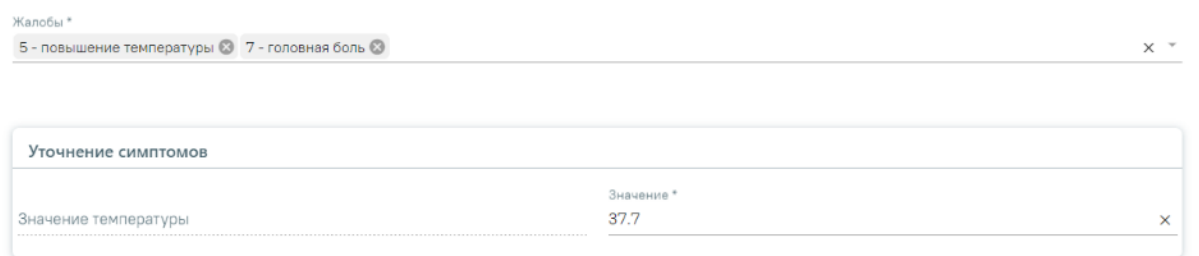 Жалобы *
5 - повышение температуры 7 - головная боль
Уточнение симптомов
Значение *
Значение температуры 37.7